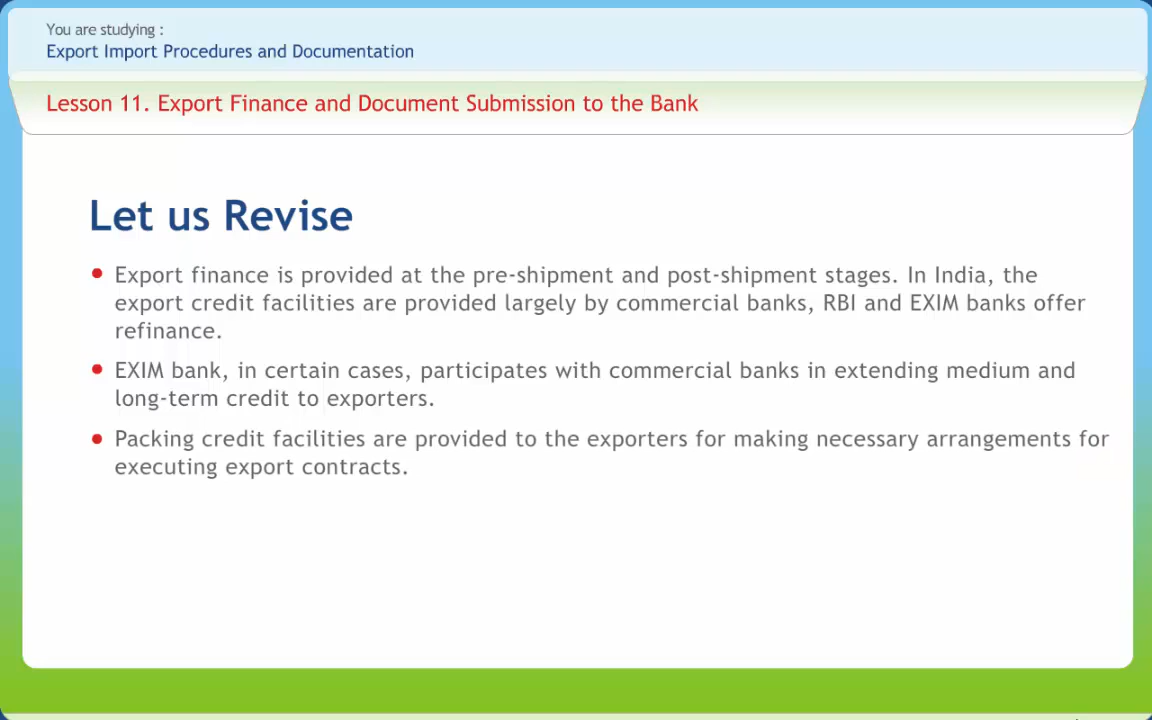 You are studying :
Export Import Procedures and Documentation
Lesson 11. Export Finance and Document Submission to the Bank
Let us Revise
• Export finance is provided at the pre-shipment and post-shipment stages. In India, the
export credit facilities are provided largely by commercial banks, RBI and EXIM banks offer
refinance.
• EXIM bank, in certain cases, participates with commercial banks in extending medium and
long-term credit to exporters.
• Packing credit facilities are provided to the exporters for making necessary arrangements for
executing export contracts.